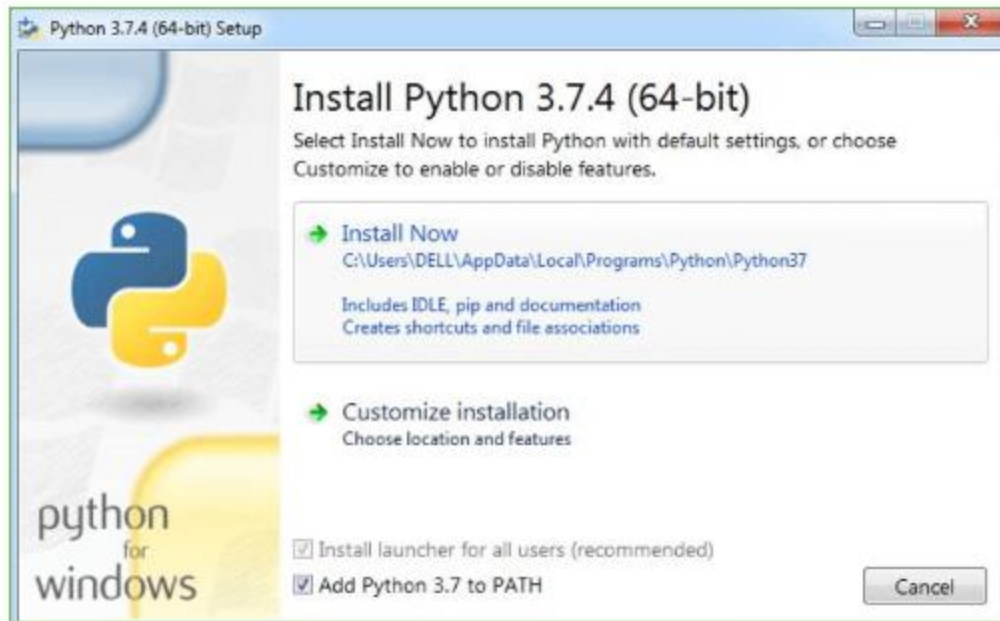 Python 3.7.4 (64-bit) Setup
Install Python 3.7.4 (64-bit)
Select Install Now to install Python with default settings, or choose
Customize to enable or disable features.
Install Now
C:\Users\DELL\AppData\Local\Programs\Python\Python37
Includes IDLE, pip and documentation
Creates shortcuts and file associations
Customize installation
Choose location and features
python
for
windows
Install launcher for all users (recommended)
Add Python 3.7 to PATH
Cancel